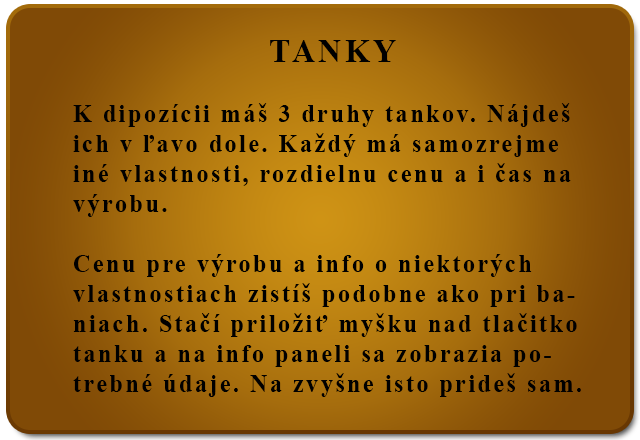 TANKY
K dipozícii máš 3 druhy tankov. Nájdeš
ich v ľavo dole. Každý má samozrejme
iné vlastnosti, rozdielnu cenu a i čas na
výrobu.
Cenu pre výrobu a info o niektorých
vlastnostiach zistíš podobne ako pri ba-
niach. Stačí priložiť myšku nad tlačitko
tanku a na info paneli sa zobrazia po-
trebné údaje. Na zvyšne isto prideš sam.